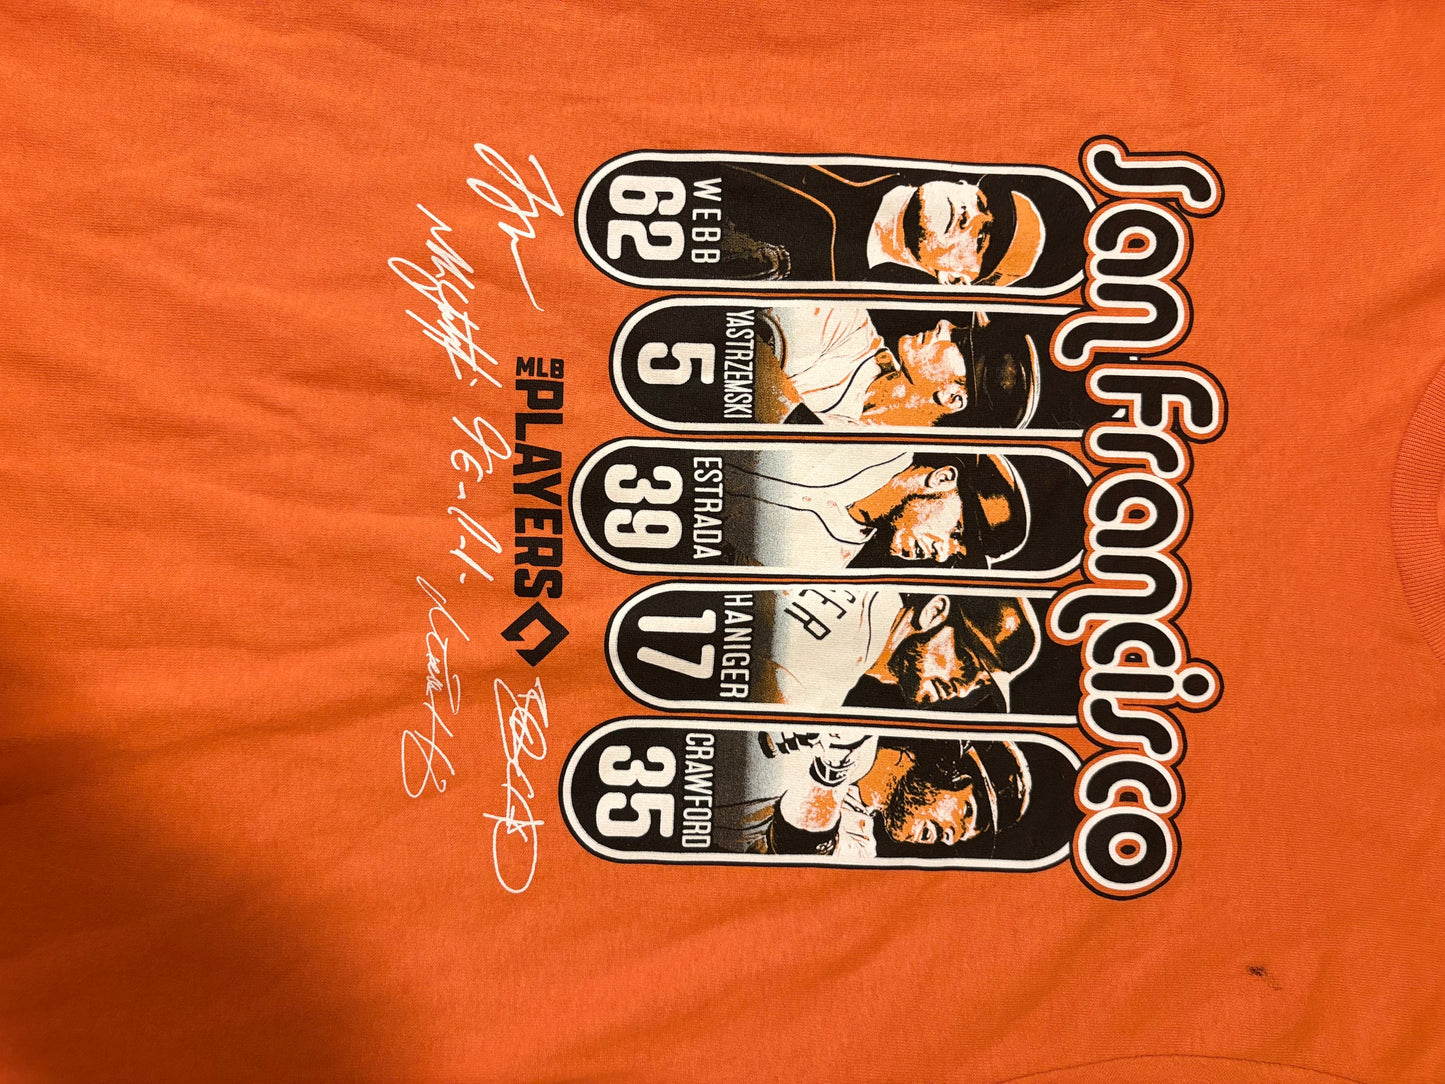 San Francisco
WEBB
62
YASTRZEMSKI
5
ESTRADA
39
HANIGER
17
CRAWFORD
35
MLB
PLAYERS